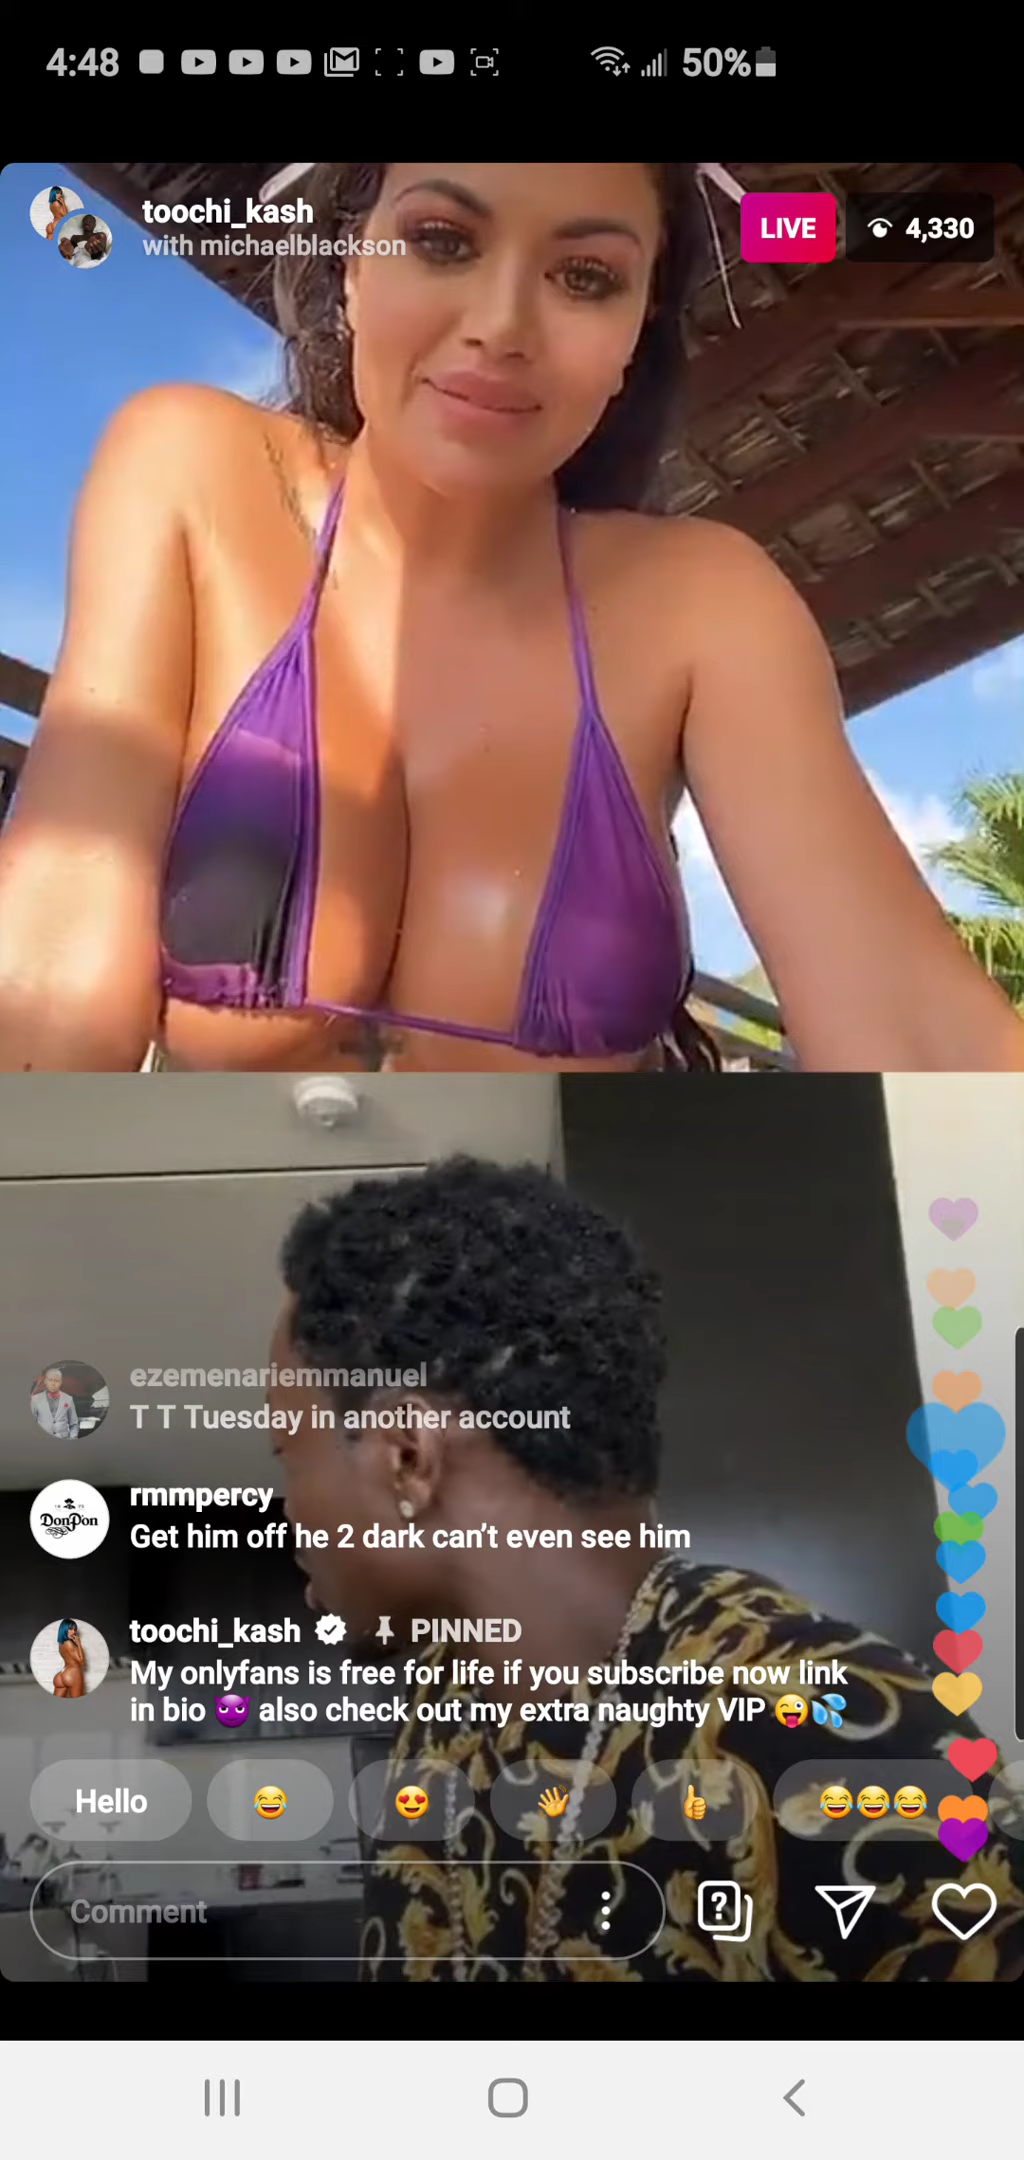 4:48
50%
toochi_kash
with michaelblackson
LIVE
4,330
ezemenariemmanuel
T T Tuesday in another account
DonPon
rmmpercy
Get him off he 2 dark can’t even see him
toochi_kash
PINNED
My onlyfans is free for life if you subscribe now link
in bio 😈 also check out my extra naughty VIP 😜💦
Hello
😂
😍
👋
👍
😂😂😂
Comment